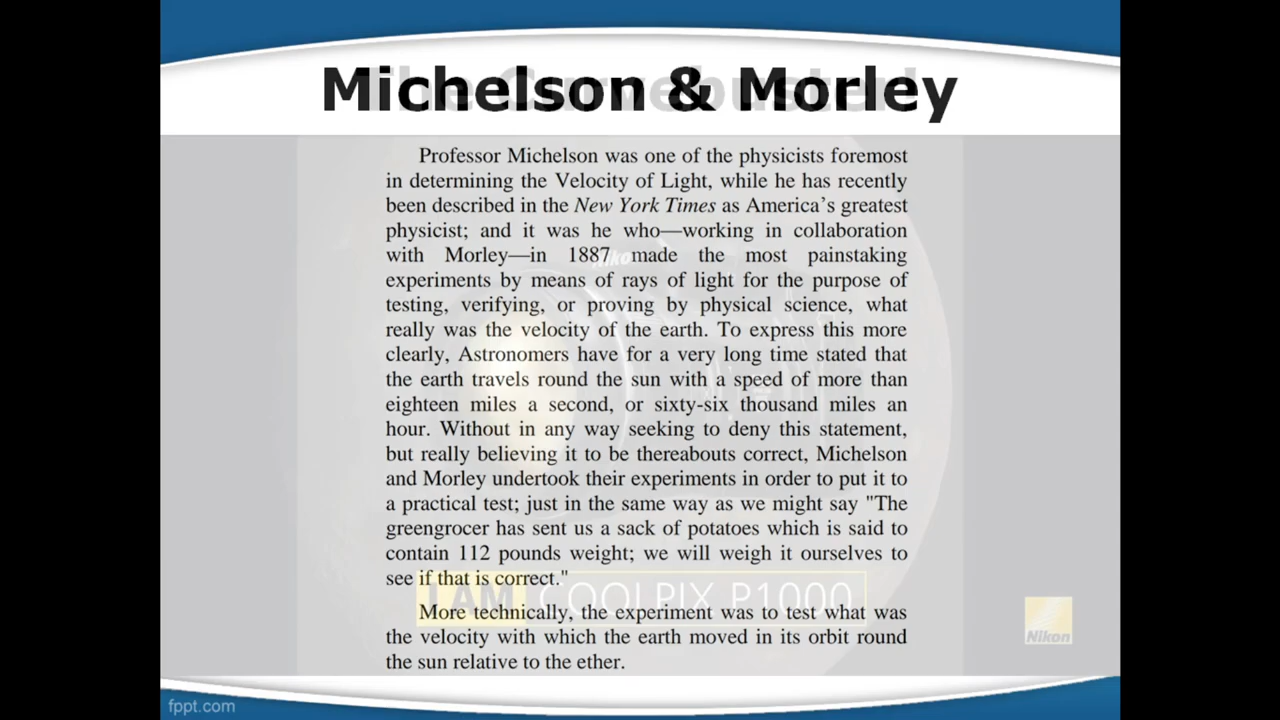 Michelson & Morley
The Curvebuster!
Professor Michelson was one of the physicists foremost
in determining the Velocity of Light, while he has recently
been described in the New York Times as America's greatest
physicist; and it was he who—working in collaboration
with Morley—in 1887 made the most painstaking
experiments by means of rays of light for the purpose of
testing, verifying, or proving by physical science, what
really was the velocity of the earth. To express this more
clearly, Astronomers have for a very long time stated that
the earth travels round the sun with a speed of more than
eighteen miles a second, or sixty-six thousand miles an
hour. Without in any way seeking to deny this statement,
but really believing it to be thereabouts correct, Michelson
and Morley undertook their experiments in order to put it to
a practical test; just in the same way as we might say "The
greengrocer has sent us a sack of potatoes which is said to
contain 112 pounds weight; we will weigh it ourselves to
see if that is correct."
I AM COOLPIX P1000
More technically, the experiment was to test what was
the velocity with which the earth moved in its orbit round
the sun relative to the ether.
Nikon
Nikon
fppt.com